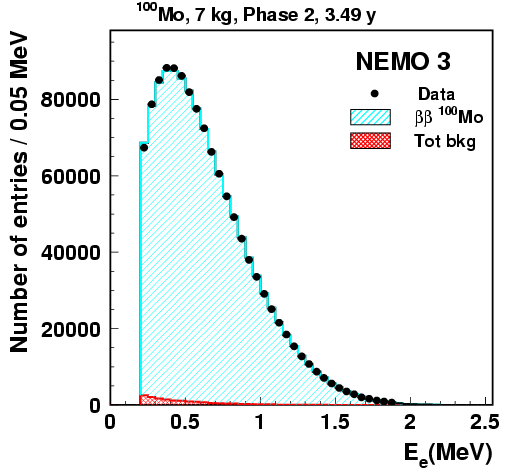 ¹⁰⁰Mo, 7 kg, Phase 2, 3.49 y
NEMO 3
Data
ββ ¹⁰⁰Mo
Tot bkg
Number of entries / 0.05 MeV
80000
60000
40000
20000
0
0 0.5 1 1.5 2 2.5
Eₑ(MeV)